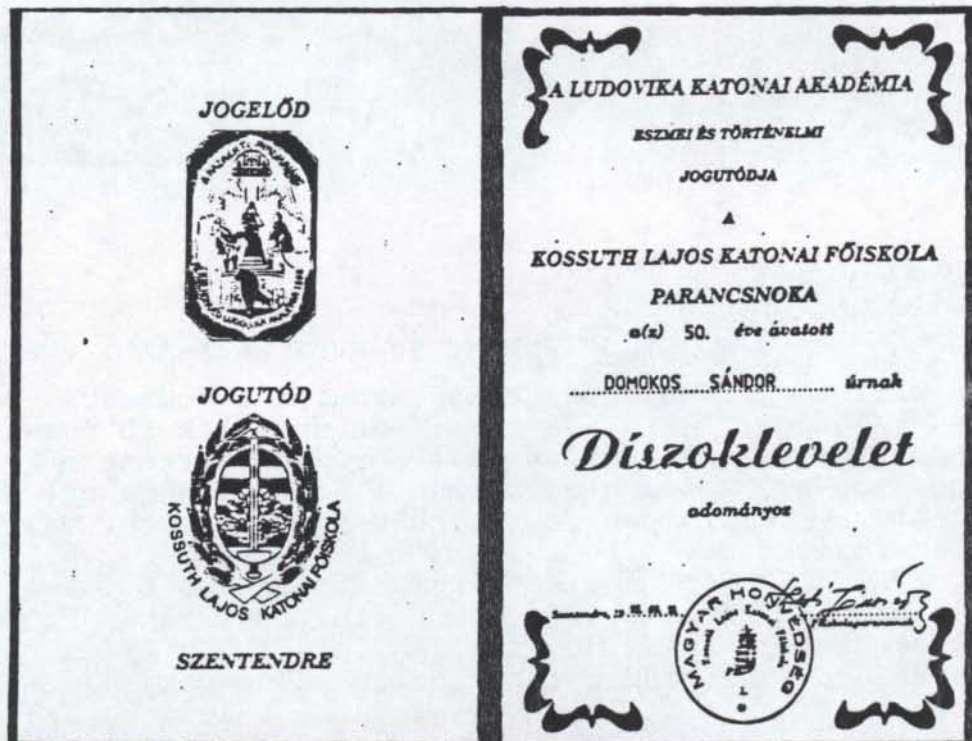 JOGELŐD
JOGUTÓD
KOSSUTH LAJOS KATONAI FŐISKOLA
SZENTENDRE
A LUDOVIKA KATONAI AKADÉMIA
ESZMEI ÉS TÖRTÉNELMI
JOGUTÓDJA
A
KOSSUTH LAJOS KATONAI FŐISKOLA
PARANCSNOKA
a(z) 50. éve ávatott
DOMOKOS SÁNDOR úrnak
Díszoklevelet
adományoz
MAGYAR HONVÉDSÉG